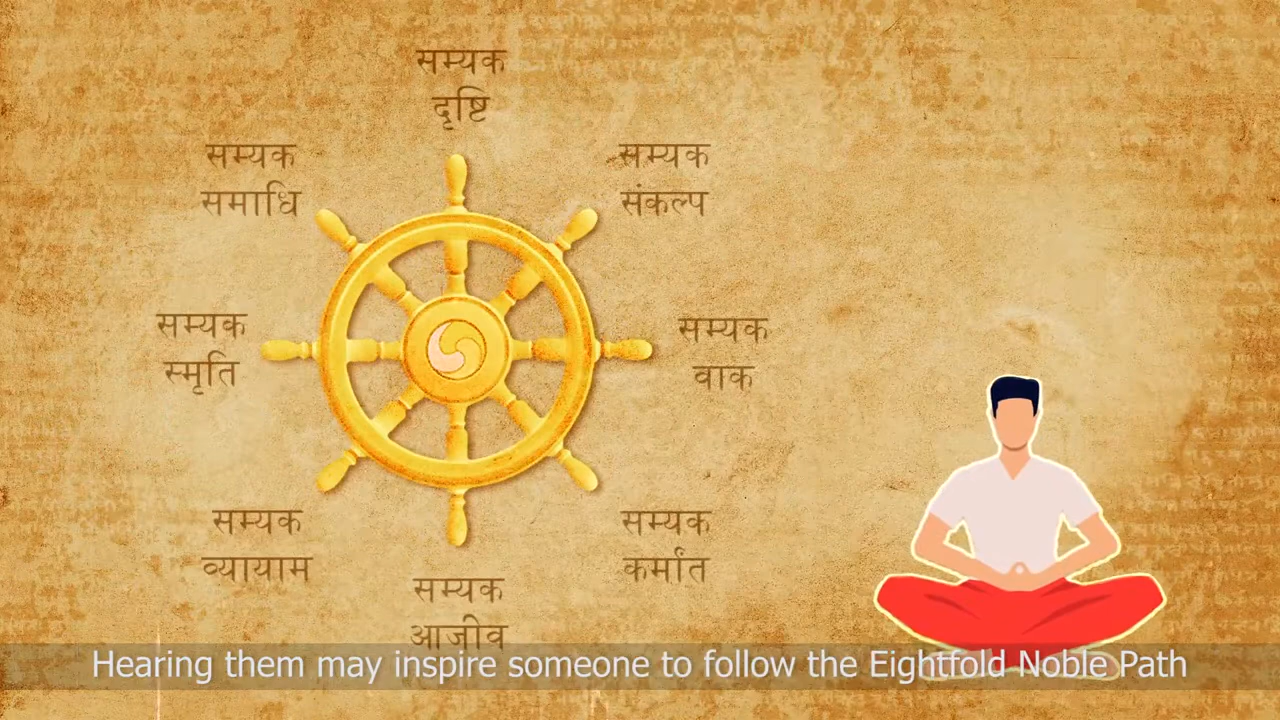 सम्यक
दृष्टि
सम्यक
संकल्प
सम्यक
वाक
सम्यक
कर्मांत
सम्यक
आजीव
सम्यक
व्यायाम
सम्यक
स्मृति
सम्यक
समाधि
Hearing them may inspire someone to follow the Eightfold Noble Path